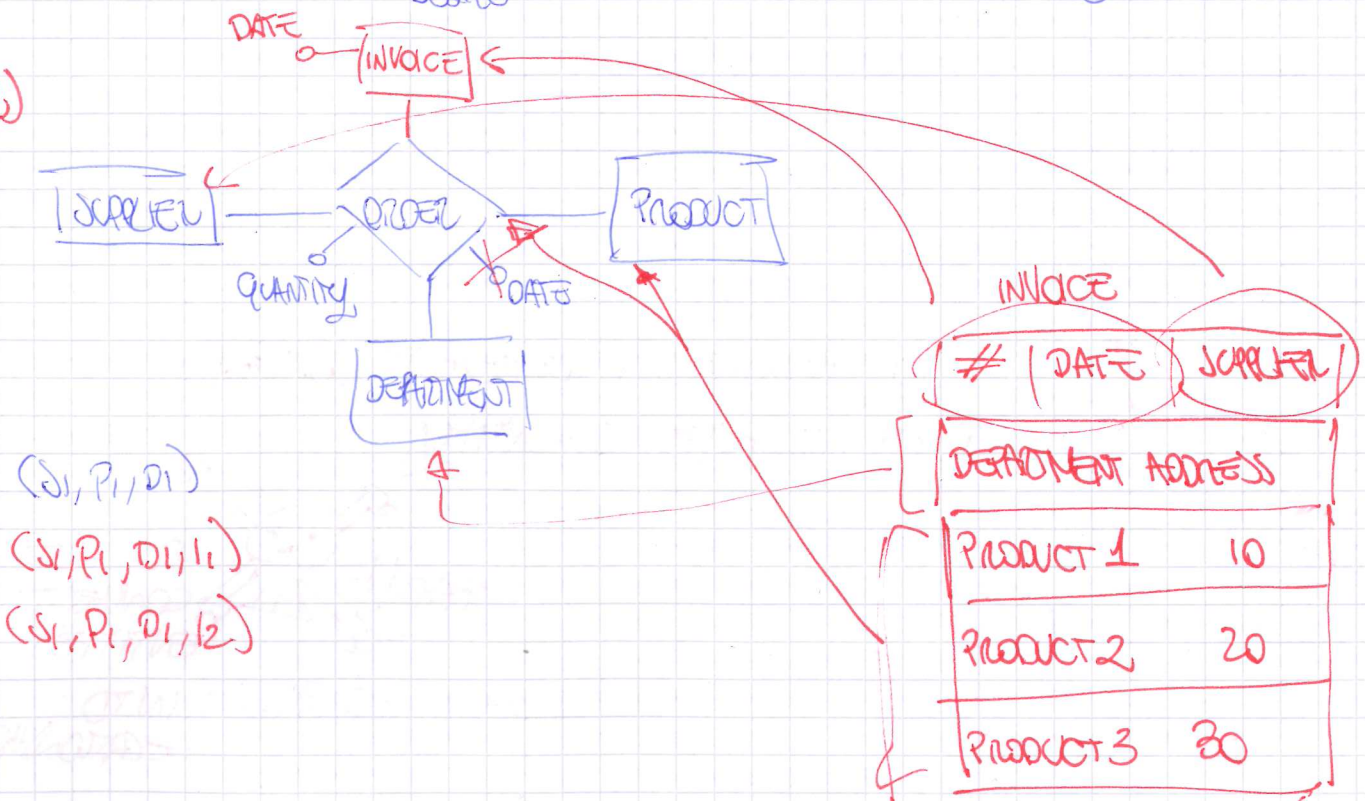 DATE
INVOICE
SUPPLIER
ORDER
PRODUCT
QUANTITY
DATE
DEPARTMENT
(S1, P1, D1)
(S1, P1, D1, I1)
(S1, P1, D1, I2)
INVOICE
# | DATE | SUPPLIER
DEPARTMENT ADDRESS
PRODUCT 1 10
PRODUCT 2 20
PRODUCT 3 30